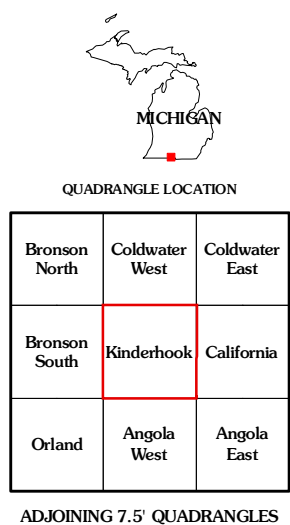 MICHIGAN
QUADRANGLE LOCATION
Bronson
North
Coldwater
West
Coldwater
East
Bronson
South
Kinderhook
California
Orland
Angola
West
Angola
East
ADJOINING 7.5' QUADRANGLES